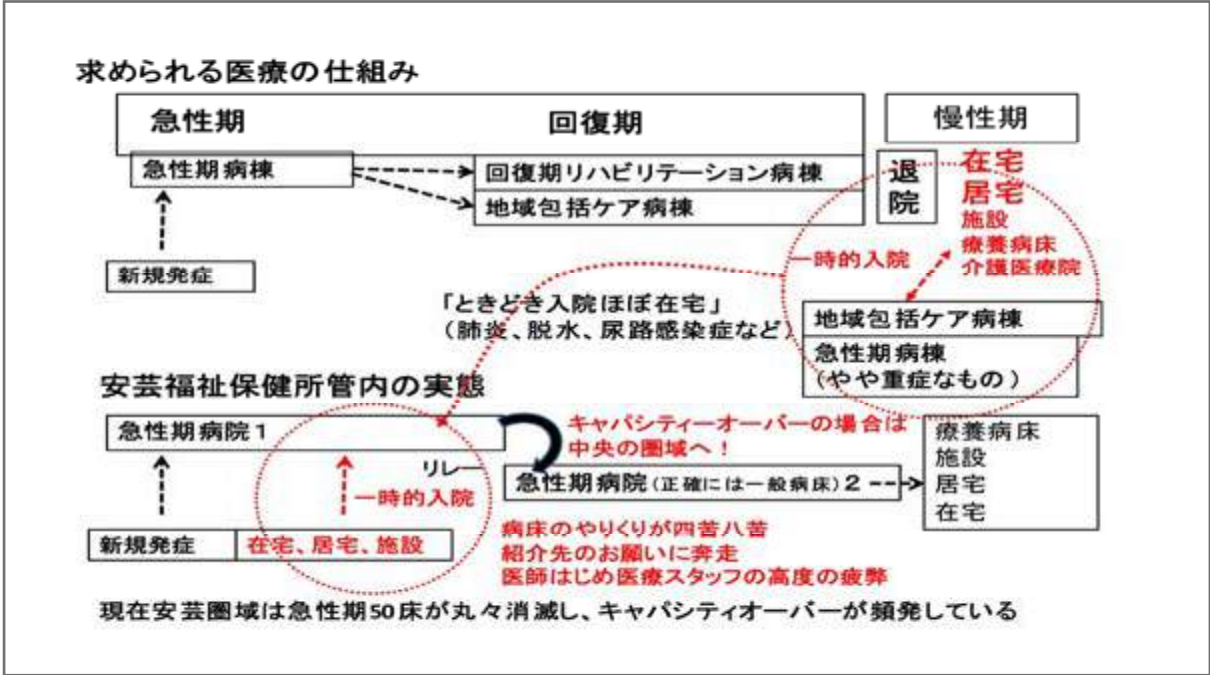 求められる医療の仕組み
急性期
回復期
慢性期
急性期病棟
回復期リハビリテーション病棟
地域包括ケア病棟
新規発症
退院
在宅
居宅
施設
療養病床
介護医療院
一時的入院
「ときどき入院ほぼ在宅」
(肺炎、脱水、尿路感染症など)
地域包括ケア病棟
急性期病棟
(やや重症なもの)
安芸福祉保健所管内の実態
急性期病院1
リレー
キャパシティーオーバーの場合は
中央の圏域へ!
急性期病院(正確には一般病床)2
療養病床
施設
居宅
在宅
一時的入院
新規発症
在宅、居宅、施設
病床のやりくりが四苦八苦
紹介先のお願いに奔走
医師はじめ医療スタッフの高度の疲弊
現在安芸圏域は急性期50床が丸々消滅し、キャパシティオーバーが頻発している